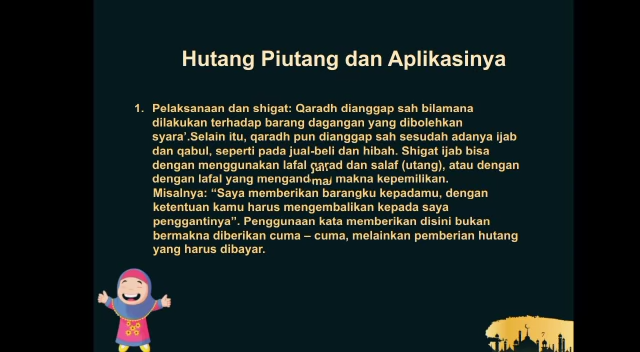 Hutang Piutang dan Aplikasinya
1. Pelaksanaan dan shigat: Qaradh dianggap sah bilamana
dilakukan terhadap barang dagangan yang dibolehkan
syara'.Selain itu, qaradh pun dianggap sah sesudah adanya ijab
dan qabul, seperti pada jual-beli dan hibah. Shigat ijab bisa
dengan menggunakan lafal dan salaf (utang), atau dengan
dengan lafal yang makna kepemilikan.
Misalnya: “Saya memberikan barangku kepadamu, dengan
ketentuan kamu harus mengembalikan kepada saya
penggantinya”. Penggunaan kata memberikan disini bukan
bermakna diberikan cuma – cuma, melainkan pemberian hutang
yang harus dibayar.